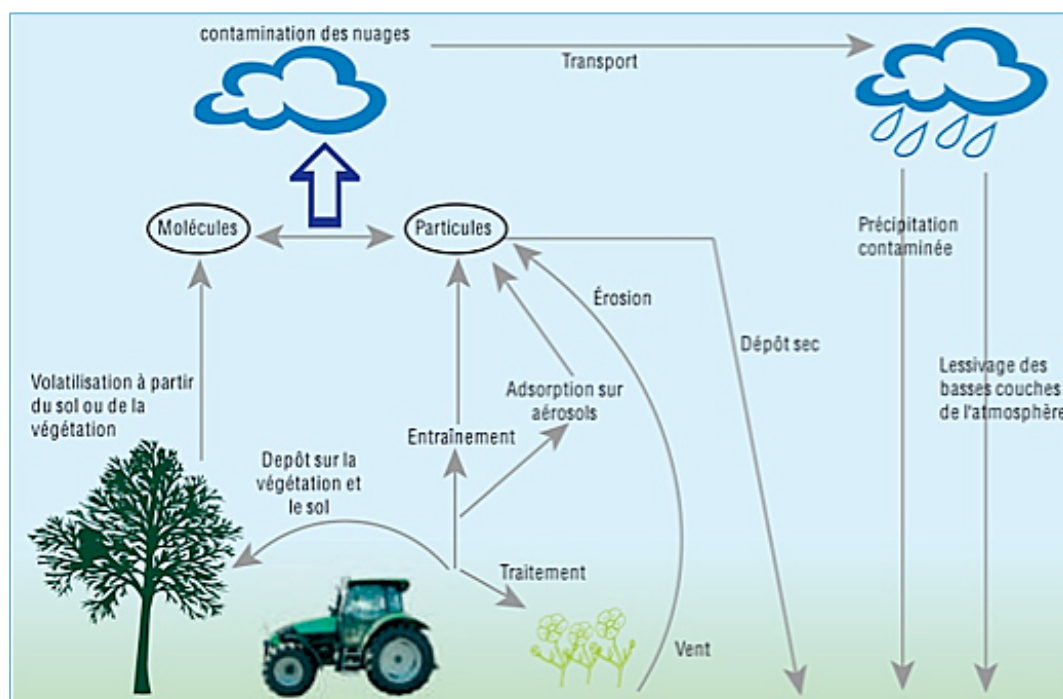 contamination des nuages
Transport
Molécules
Particules
Précipitation
contaminée
Érosion
Dépôt sec
Lessivage des
basses couches
de l'atmosphère
Volatilisation à partir
du sol ou de la
végétation
Adsorption sur
aérosols
Entraînement
Depôt sur la
végétation et
le sol
Traitement
Vent